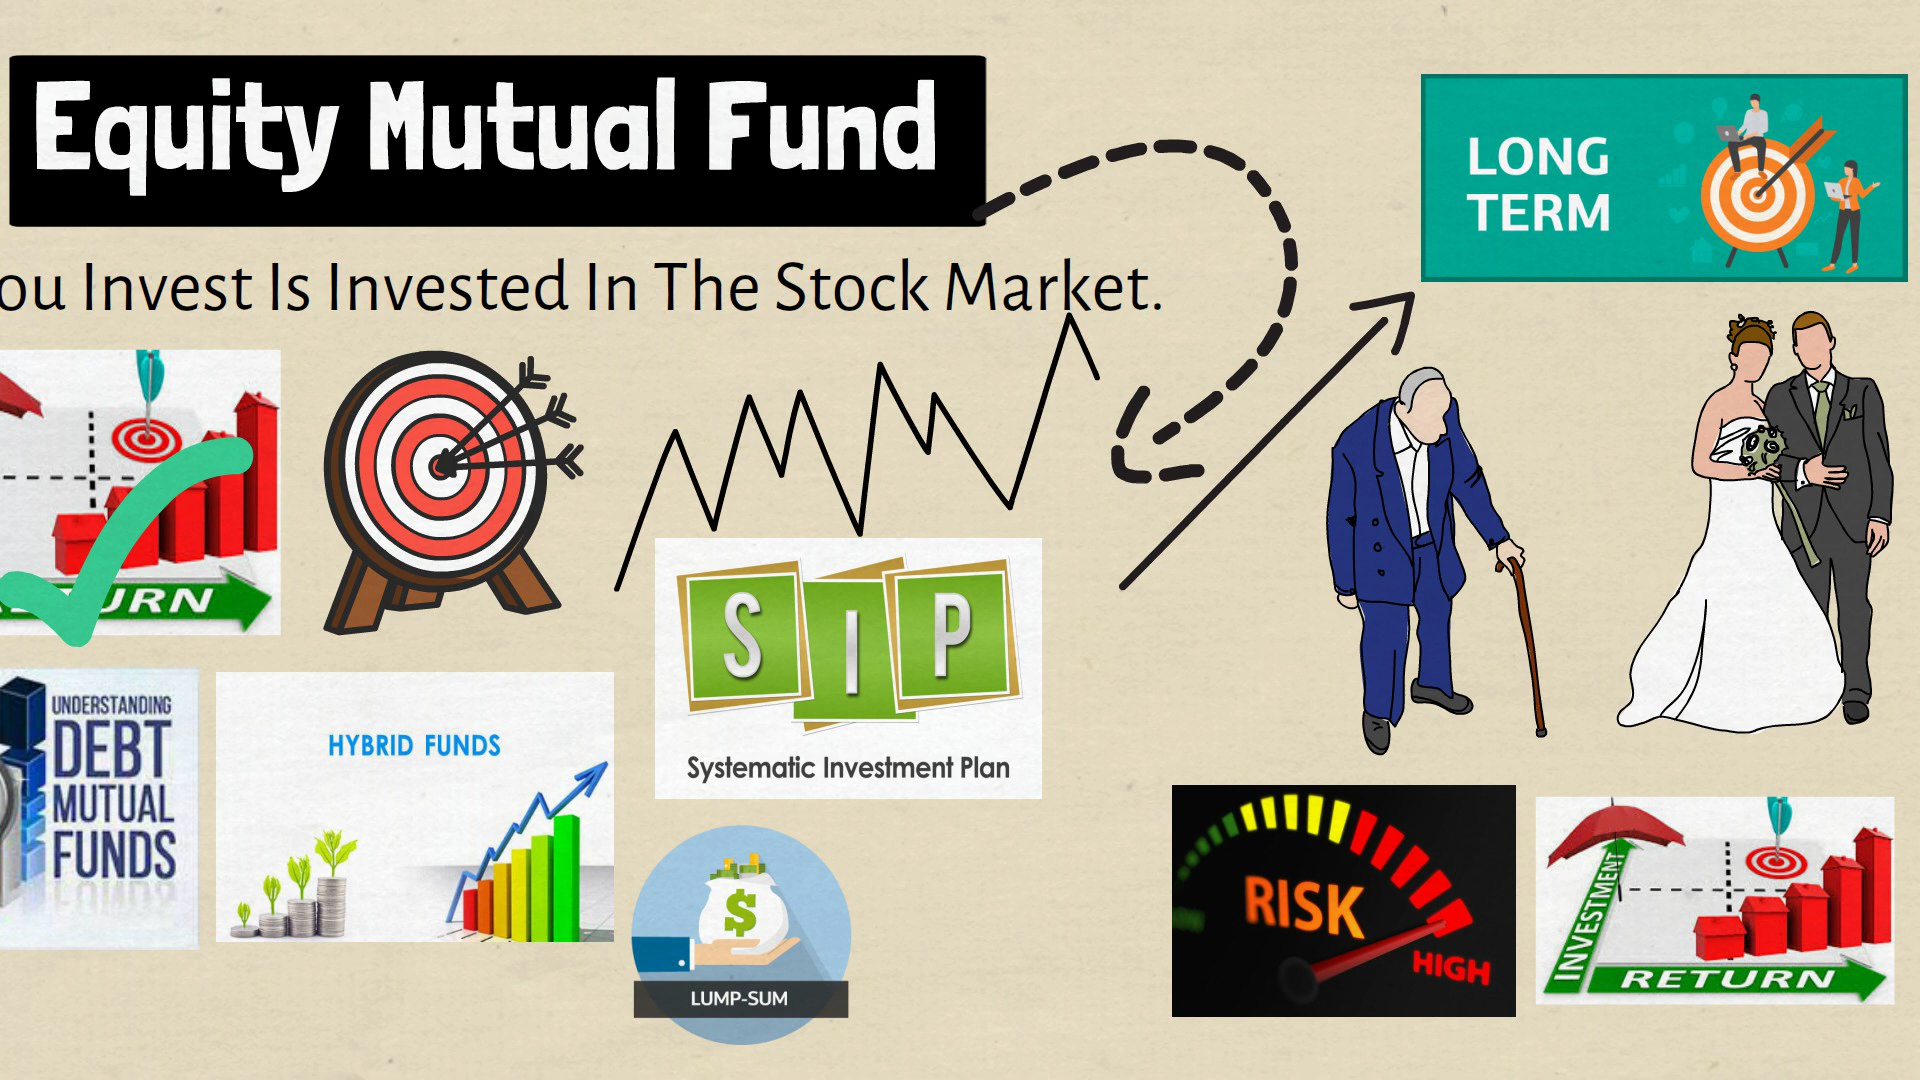 Equity Mutual Fund
LONG
TERM
ou Invest Is Invested In The Stock Market.
URN
S I P
Systematic Investment Plan
UNDERSTANDING
DEBT
MUTUAL
FUNDS
HYBRID FUNDS
$
LUMP-SUM
RISK
HIGH
INVESTMENT
RETURN